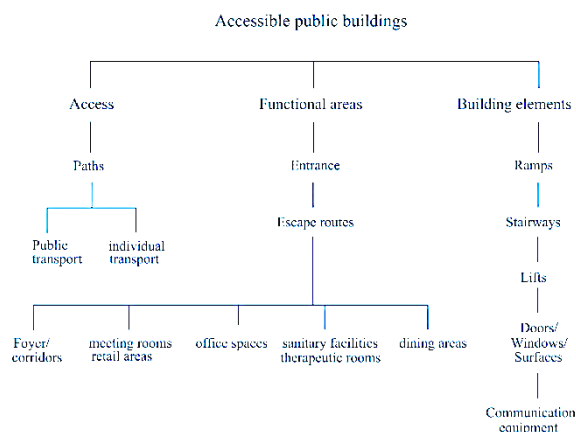 Accessible public buildings
Access
Functional areas
Building elements
Paths
Entrance
Ramps
Public
transport
individual
transport
Escape routes
Stairways
Lifts
Foyer/
corridors
meeting rooms
retail areas
office spaces
sanitary facilities
therapeutic rooms
dining areas
Doors/
Windows/
Surfaces
Communication
equipment